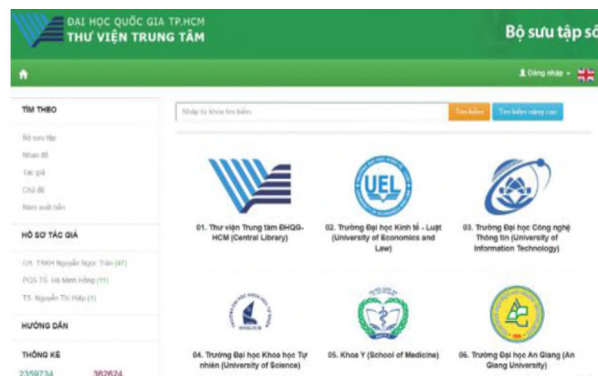 ĐẠI HỌC QUỐC GIA TP.HCM
THƯ VIỆN TRUNG TÂM
Bộ sưu tập số
Đăng nhập
TÌM THEO
Bộ sưu tập
Nhan đề
Tác giả
Chủ đề
Năm xuất bản
HỒ SƠ TÁC GIẢ
GS. TSKH Nguyễn Ngọc Trân (97)
PGS.TS. Hà Minh Hồng (11)
TS. Nguyễn Thị Hiệp (1)
HƯỚNG DẪN
THỐNG KÊ
2359734 362624
Nhập từ khóa tìm kiếm
Tìm kiếm
Tìm kiếm nâng cao
01. Thư viện Trung tâm ĐHQG-
HCM (Central Library)
UEL
02. Trường Đại học Kinh tế - Luật
(University of Economics and
Law)
03. Trường Đại học Công nghệ
Thông tin (University of
Information Technology)
04. Trường Đại học Khoa học Tự
nhiên (University of Science)
05. Khoa Y (School of Medicine)
06. Trường Đại học An Giang (An
Giang University)